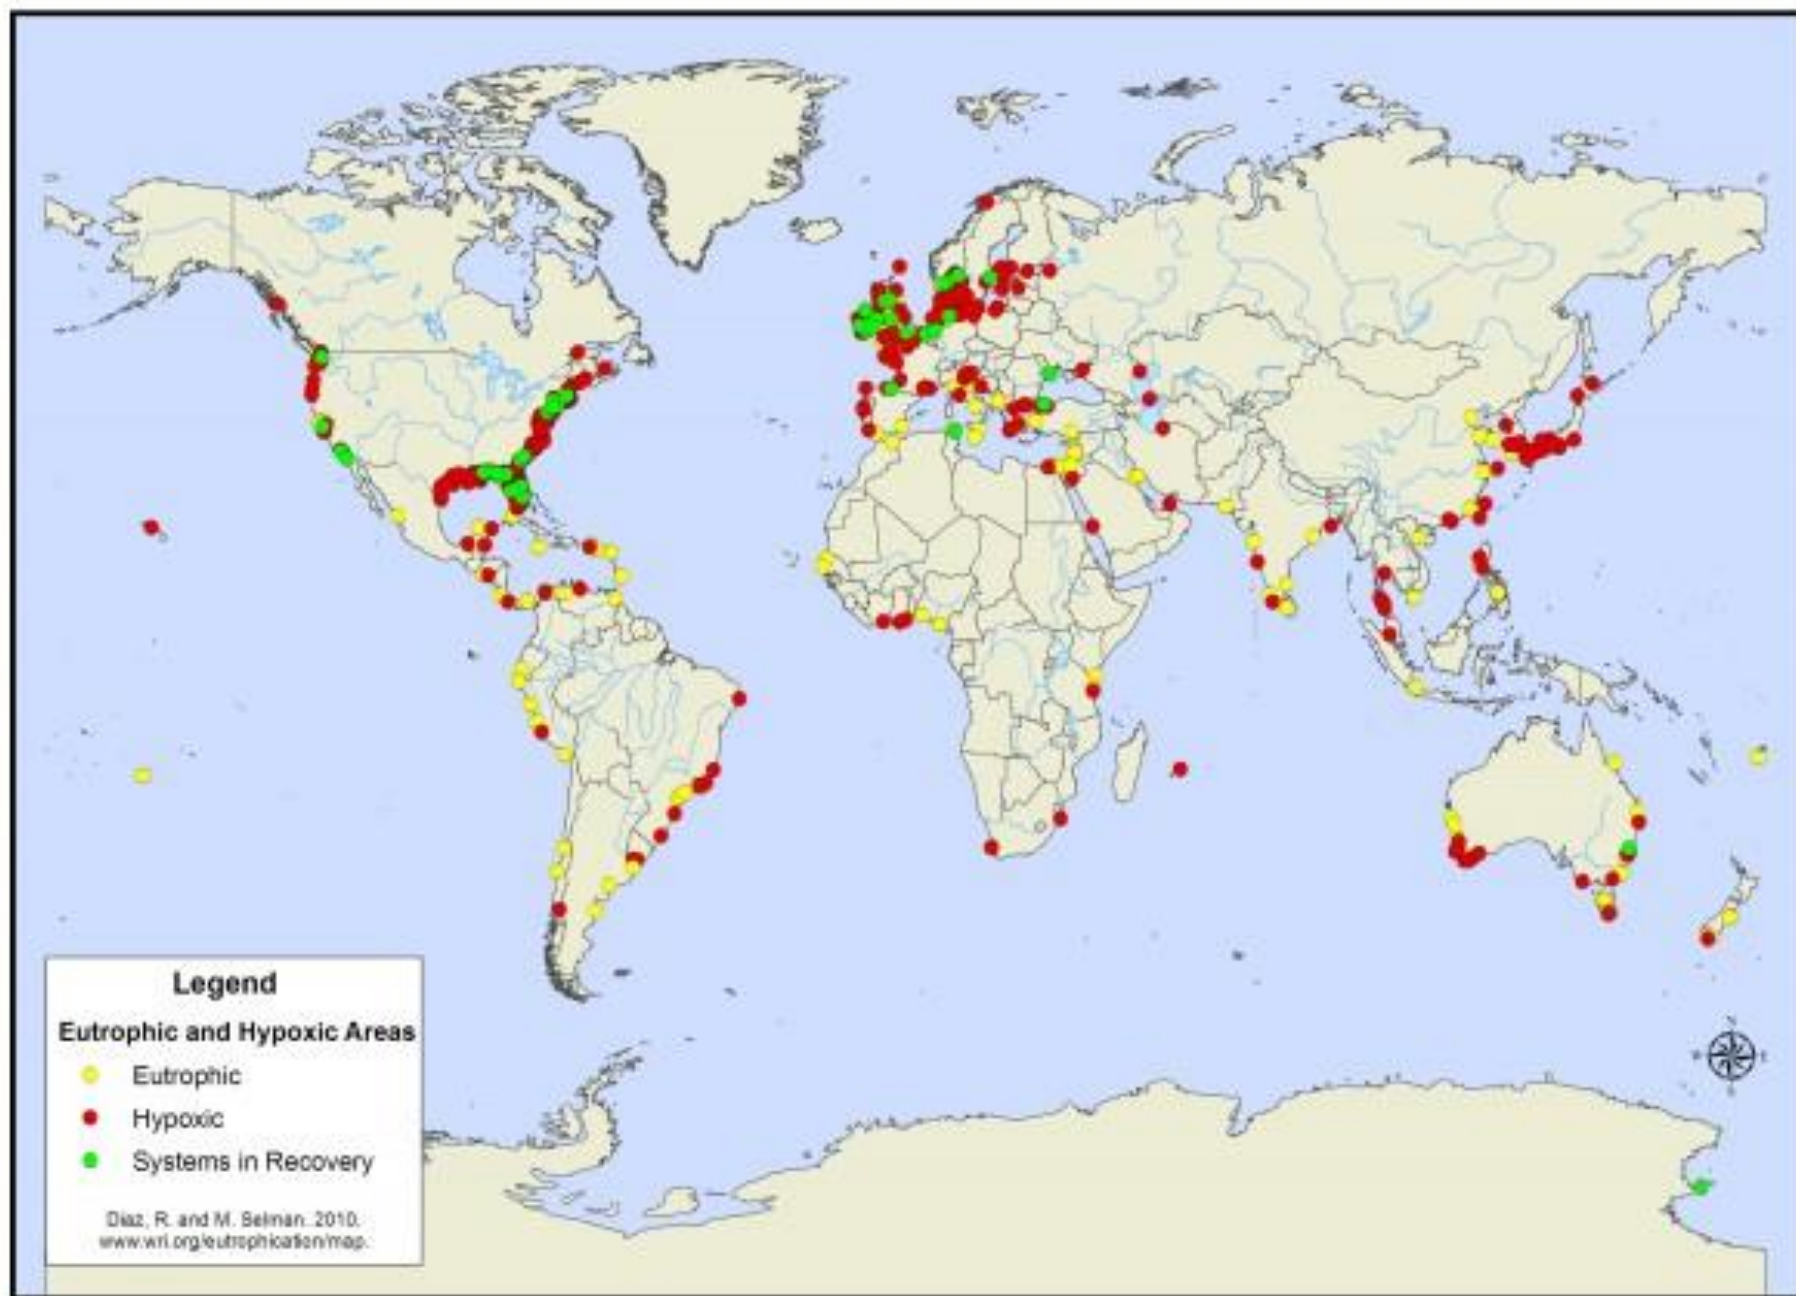 Legend
Eutrophic and Hypoxic Areas
Eutrophic
Hypoxic
Systems in Recovery
Diaz, R. and M. Selman. 2010.
www.wri.org/eutrophication/map.